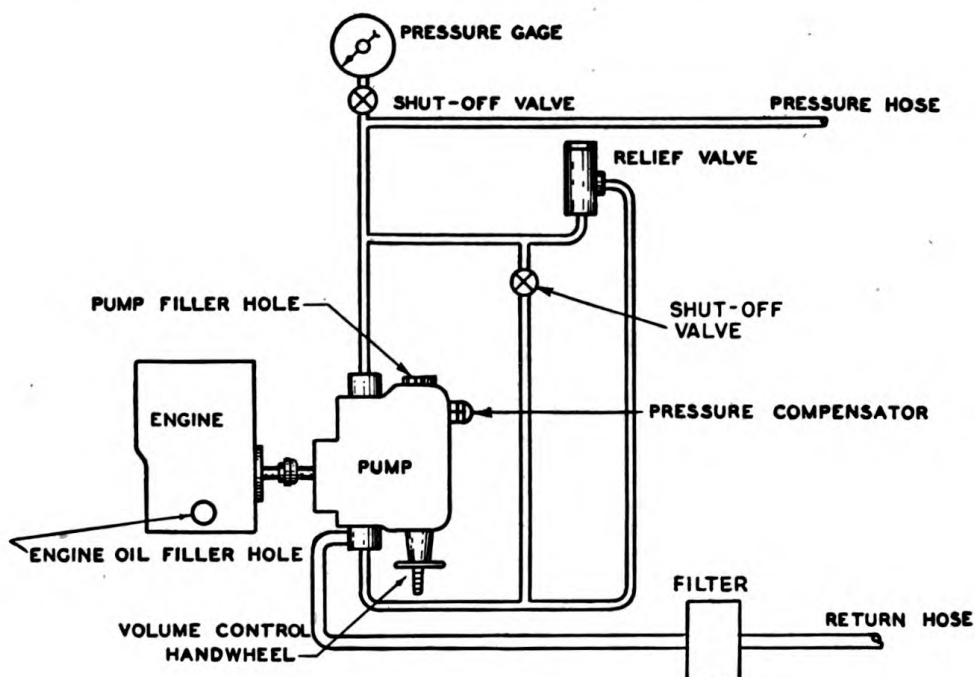 PRESSURE GAGE
SHUT-OFF VALVE
PRESSURE HOSE
RELIEF VALVE
PUMP FILLER HOLE
SHUT-OFF
VALVE
ENGINE
PRESSURE COMPENSATOR
PUMP
ENGINE OIL FILLER HOLE
FILTER
VOLUME CONTROL
HANDWHEEL
RETURN HOSE